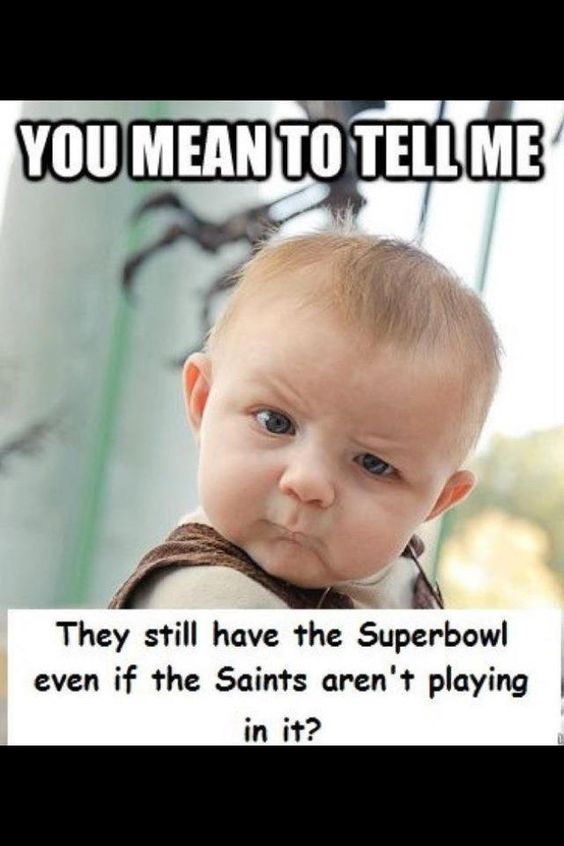 YOU MEAN TO TELL ME
They still have the Superbowl
even if the Saints aren't playing
in it?